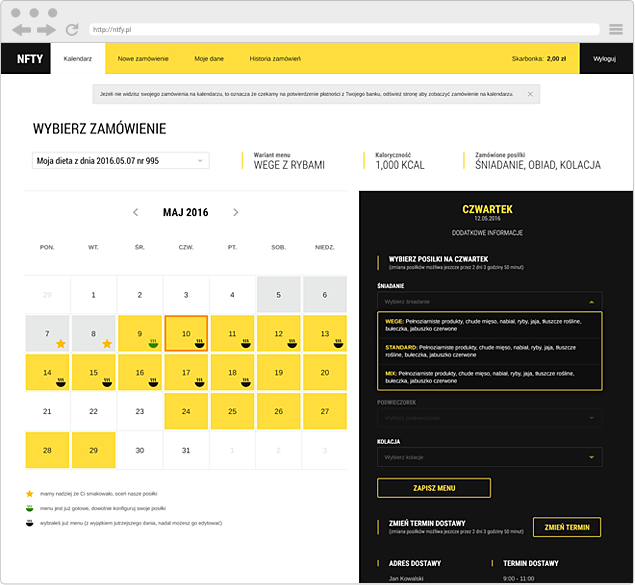 http://ntfy.pl
NFTY
Kalendarz
Nowe zamówienie
Moje dane
Historia zamówień
Skarbonka: 2,00 zł
Wyloguj
Jeżeli nie widzisz swojego zamówienia na kalendarzu, to oznacza że czekamy na potwierdzenie płatności z Twojego banku, odśwież stronę aby zobaczyć zamówienie na kalendarzu.
WYBIERZ ZAMÓWIENIE
Moja dieta z dnia 2016.05.07 nr 995
Wariant menu
WEGE Z RYBAMI
Kaloryczność
1,000 KCAL
Zamówione posiłki
ŚNIADANIE, OBIAD, KOLACJA
MAJ 2016
PON. WT. ŚR. CZW. PT. SOB. NIEDZ.
29 1 2 3 4 5 6
7 8 9 10 11 12 13
14 15 16 17 18 19 20
21 22 23 24 25 26 27
28 29 30 31 1 2 3
mamy nadzieję że Ci smakowało, oceń nasze posiłki
menu jest już gotowe, dowolnie konfiguruj swoje posiłki
wybrałeś już menu (z wyjątkiem jutrzejszego dania, nadal możesz go edytować)
CZWARTEK
12.05.2016
DODATKOWE INFORMACJE
WYBIERZ POSIŁKI NA CZWARTEK
(zmiana posiłków możliwa jeszcze przez 2 dni 3 godziny 50 minut)
ŚNIADANIE
Wybierz śniadanie
WEGE: Pełnoziarniste produkty, chude mięso, nabiał, ryby, jaja, tłuszcze roślinne,
bułeczka, jabuszko czerwone
STANDARD: Pełnoziarniste produkty, chude mięso, nabiał, ryby, jaja, tłuszcze roślinne,
bułeczka, jabuszko czerwone
MIX: Pełnoziarniste produkty, chude mięso, nabiał, ryby, jaja, tłuszcze roślinne,
bułeczka, jabuszko czerwone
PODWIECZOREK
KOLACJA
Wybierz kolacje
ZAPISZ MENU
ZMIEŃ TERMIN DOSTAWY
(zmiana posiłków możliwa jeszcze przez 2 dni 3 godziny 50 minut)
ZMIEŃ TERMIN
ADRES DOSTAWY
Jan Kowalski
TERMIN DOSTAWY
9:00 - 11:00